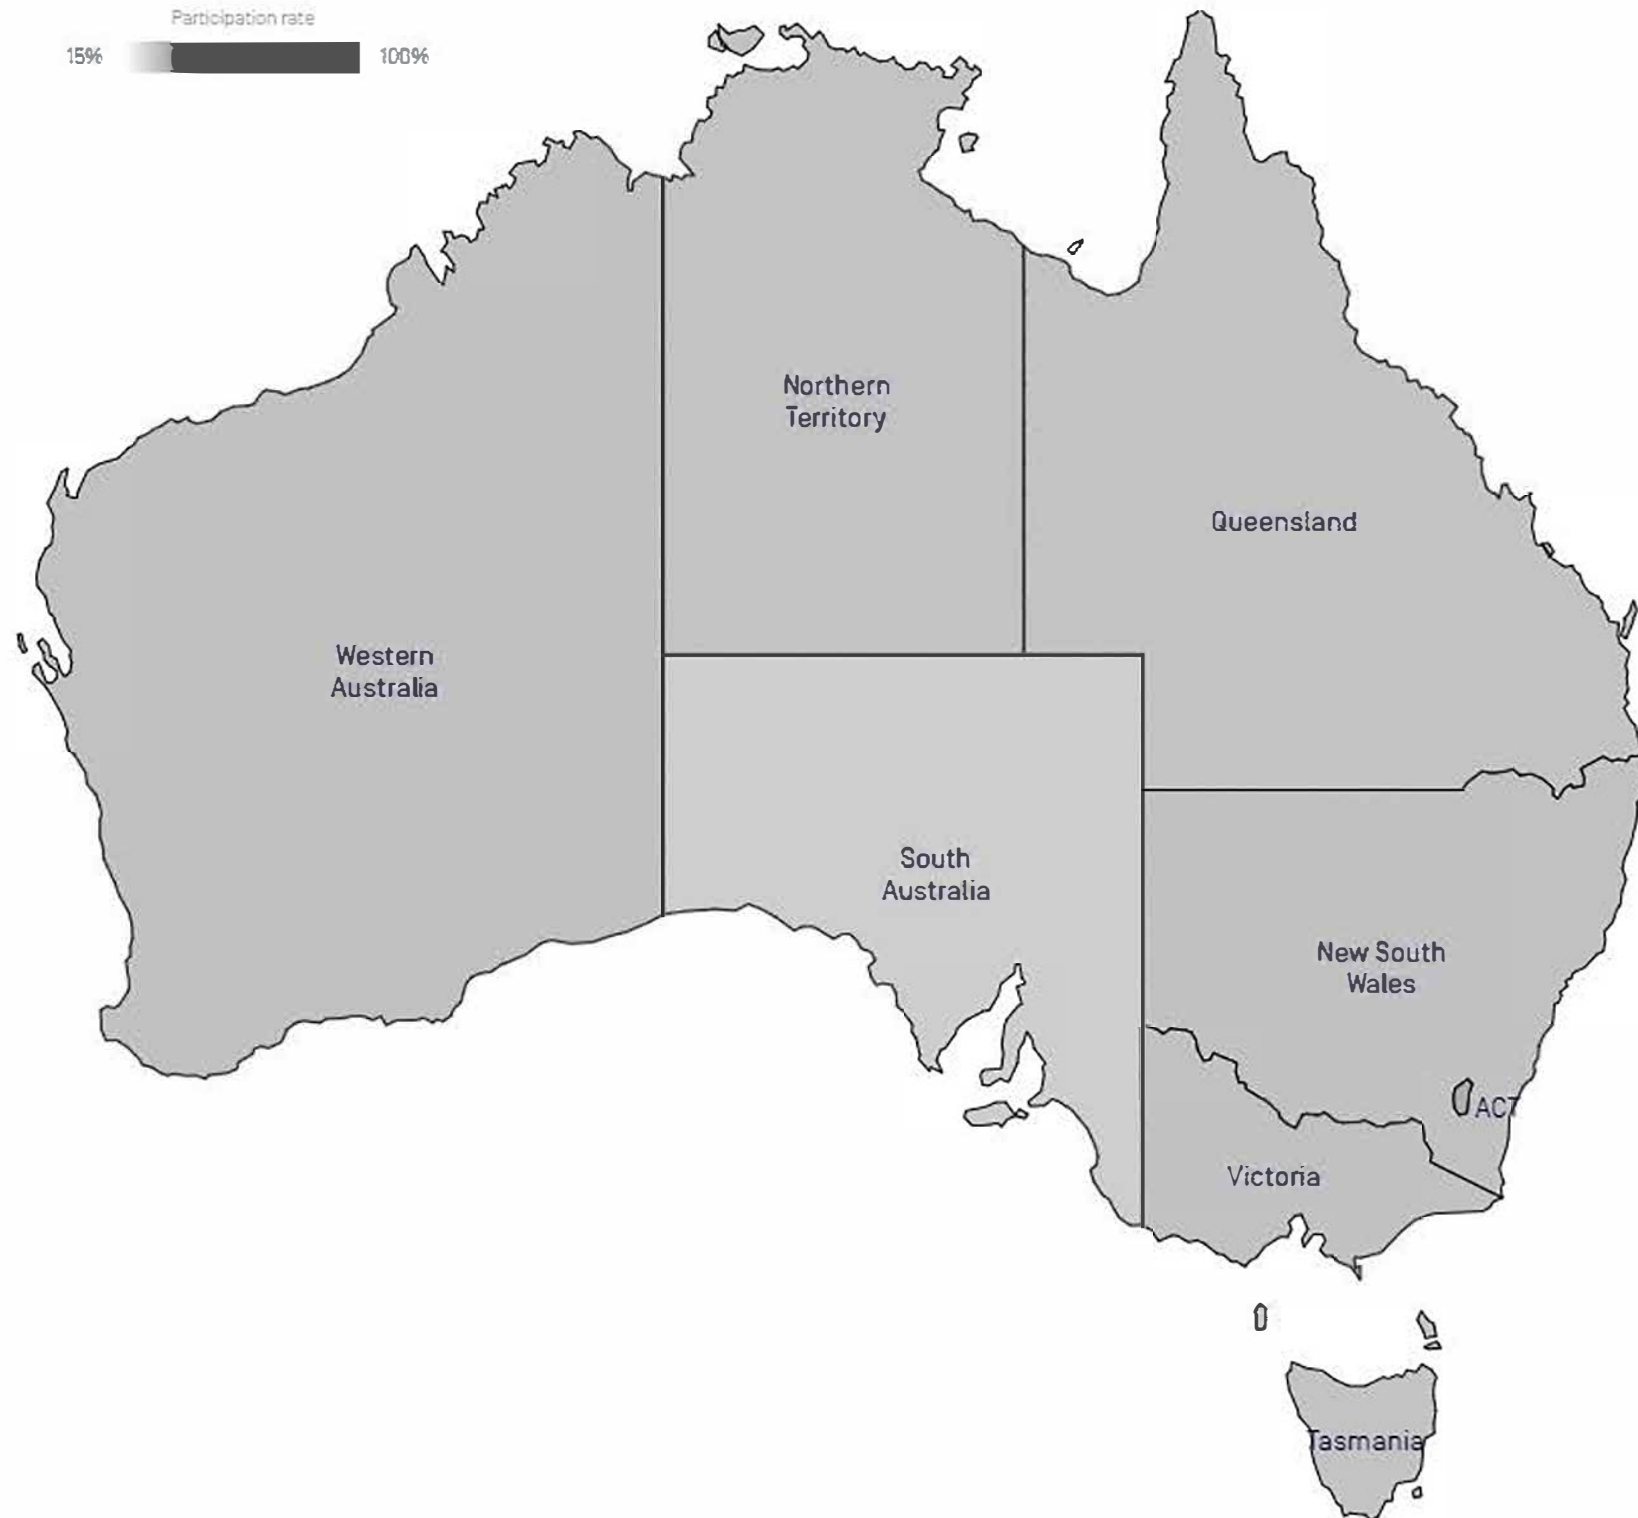 Participation rate
15%
100%
Northern
Territory
Queensland
Western
Australia
South
Australia
New South
Wales
ACT
Victoria
Tasmania